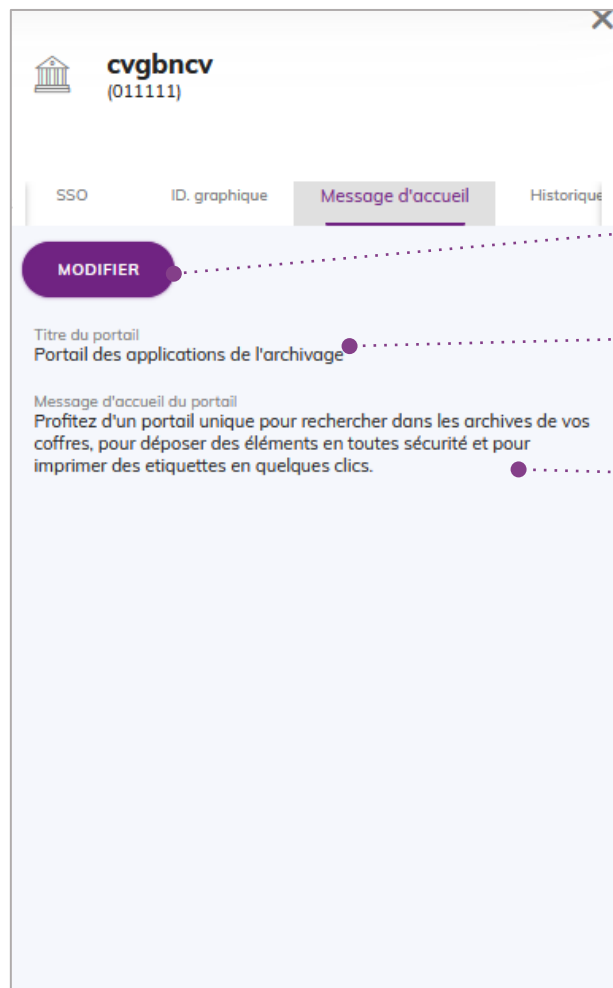 cvgbncv
(011111)
SSO ID. graphique Message d'accueil Historique
MODIFIER
Titre du portail
Portail des applications de l'archivage
Message d'accueil du portail
Profitez d'un portail unique pour rechercher dans les archives de vos
coffres, pour déposer des éléments en toutes sécurité et pour
imprimer des etiquettes en quelques clics.